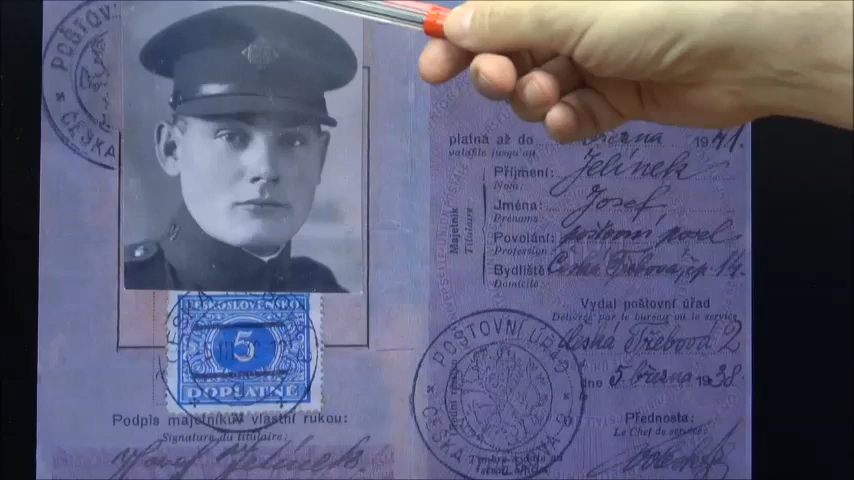 POŠTOV
ČESKÁ
ČESKOSLOVENSKO
5
DOPLATNÉ
Podpis majetníkův vlastní rukou:
Signature du titulaire:
Josef Jelínek
platná až do března 1941.
valable jusqu'au
Příjmení: Jelínek
Nom:
Jména: Josef
Prénoms
Povolání: poštovní
Profession
Bydliště Česká Třebová, čp. 14.
Domicile
Majetník
Titulaire
Vydal poštovní úřad
Délivrée par le bureau ou le service
Česká Třebová 2
dne 5. března 1938.
POŠTOVNÍ ÚŘAD
ČESKÁ
Přednosta:
Le Chef de service: